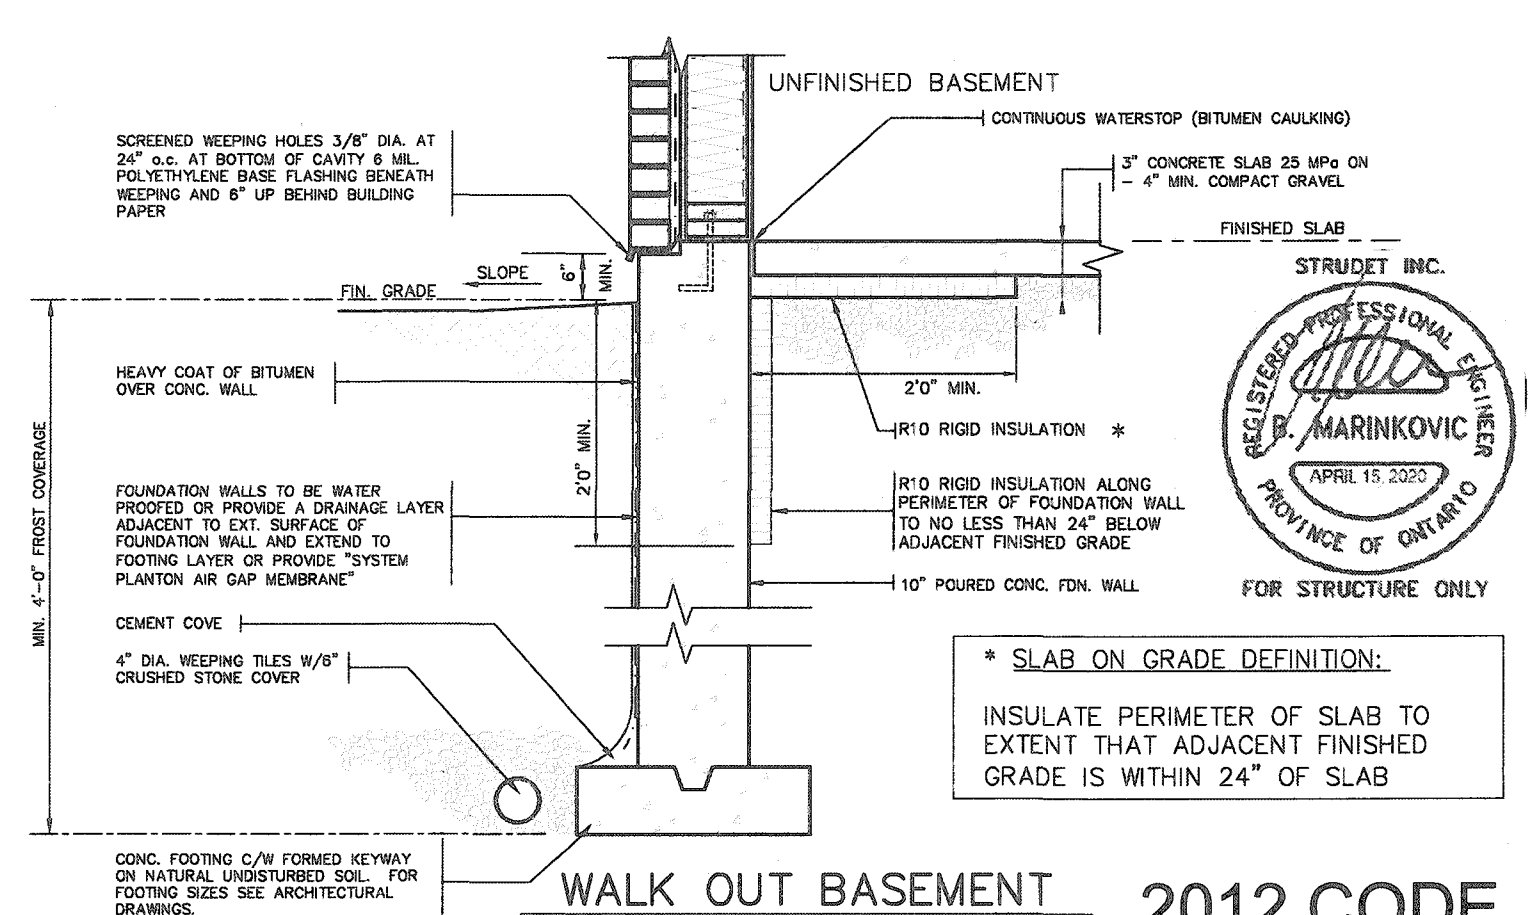 UNFINISHED BASEMENT
CONTINUOUS WATERSTOP (BITUMEN CAULKING)
SCREENED WEEPING HOLES 3/8" DIA. AT
24" o.c. AT BOTTOM OF CAVITY 6 MIL.
POLYETHYLENE BASE FLASHING BENEATH
WEEPING AND 6" UP BEHIND BUILDING
PAPER
3" CONCRETE SLAB 25 MPa ON
- 4" MIN. COMPACT GRAVEL
FINISHED SLAB
SLOPE
6"
MIN.
FIN. GRADE
STRUDET INC.
REGISTERED PROFESSIONAL ENGINEER
B. MARINKOVIC
APRIL 15, 2020
PROVINCE OF ONTARIO
FOR STRUCTURE ONLY
HEAVY COAT OF BITUMEN
OVER CONC. WALL
2'0" MIN.
R10 RIGID INSULATION *
2'0" MIN.
MIN. 4'-0" FROST COVERAGE
FOUNDATION WALLS TO BE WATER
PROOFED OR PROVIDE A DRAINAGE LAYER
ADJACENT TO EXT. SURFACE OF
FOUNDATION WALL AND EXTEND TO
FOOTING LAYER OR PROVIDE "SYSTEM
PLANTON AIR GAP MEMBRANE"
R10 RIGID INSULATION ALONG
PERIMETER OF FOUNDATION WALL
TO NO LESS THAN 24" BELOW
ADJACENT FINISHED GRADE
10" POURED CONC. FDN. WALL
CEMENT COVE
4" DIA. WEEPING TILES W/6"
CRUSHED STONE COVER
* SLAB ON GRADE DEFINITION:
INSULATE PERIMETER OF SLAB TO
EXTENT THAT ADJACENT FINISHED
GRADE IS WITHIN 24" OF SLAB
CONC. FOOTING C/W FORMED KEYWAY
ON NATURAL UNDISTURBED SOIL. FOR
FOOTING SIZES SEE ARCHITECTURAL
DRAWINGS.
WALK OUT BASEMENT
2012 CODE